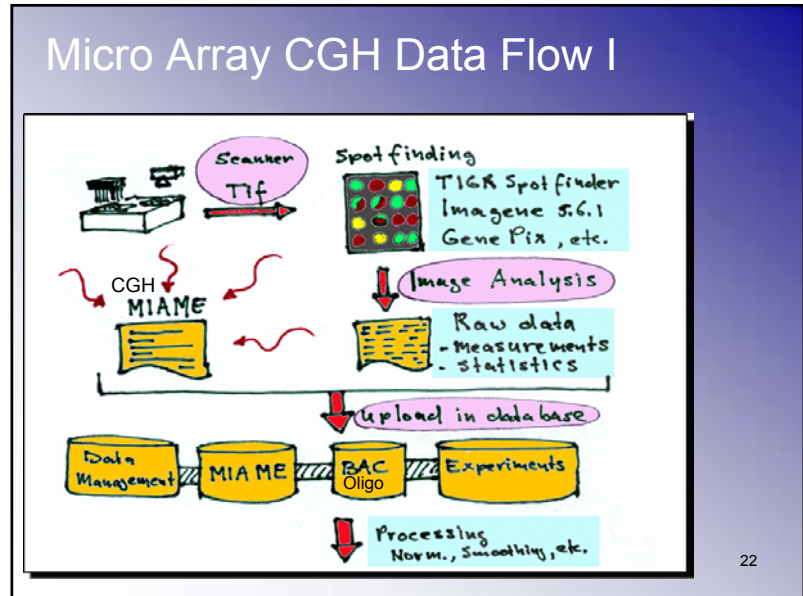 Micro Array CGH Data Flow I
Scanner
Tif
Spot finding
TIGR Spotfinder
Imagene 5.6.1
Gene Pix, etc.
Image Analysis
CGH
MIAME
Raw data
- Measurements
- Statistics
Upload in database
Data
Management
MIAME
BAC
Oligo
Experiments
Processing
Norm., Smoothing, etc.
22